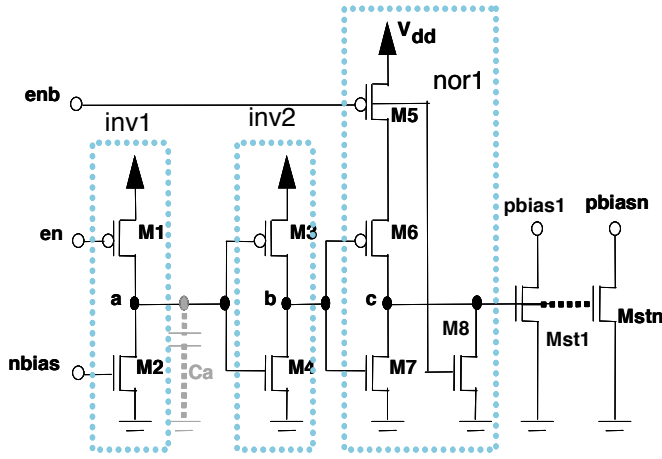 Vdd
nor1
enb
inv1
inv2
M5
pbias1
pbiasn
en
M1
M3
M6
a
b
c
M8
Mst1
Mstn
nbias
M2
Ca
M4
M7